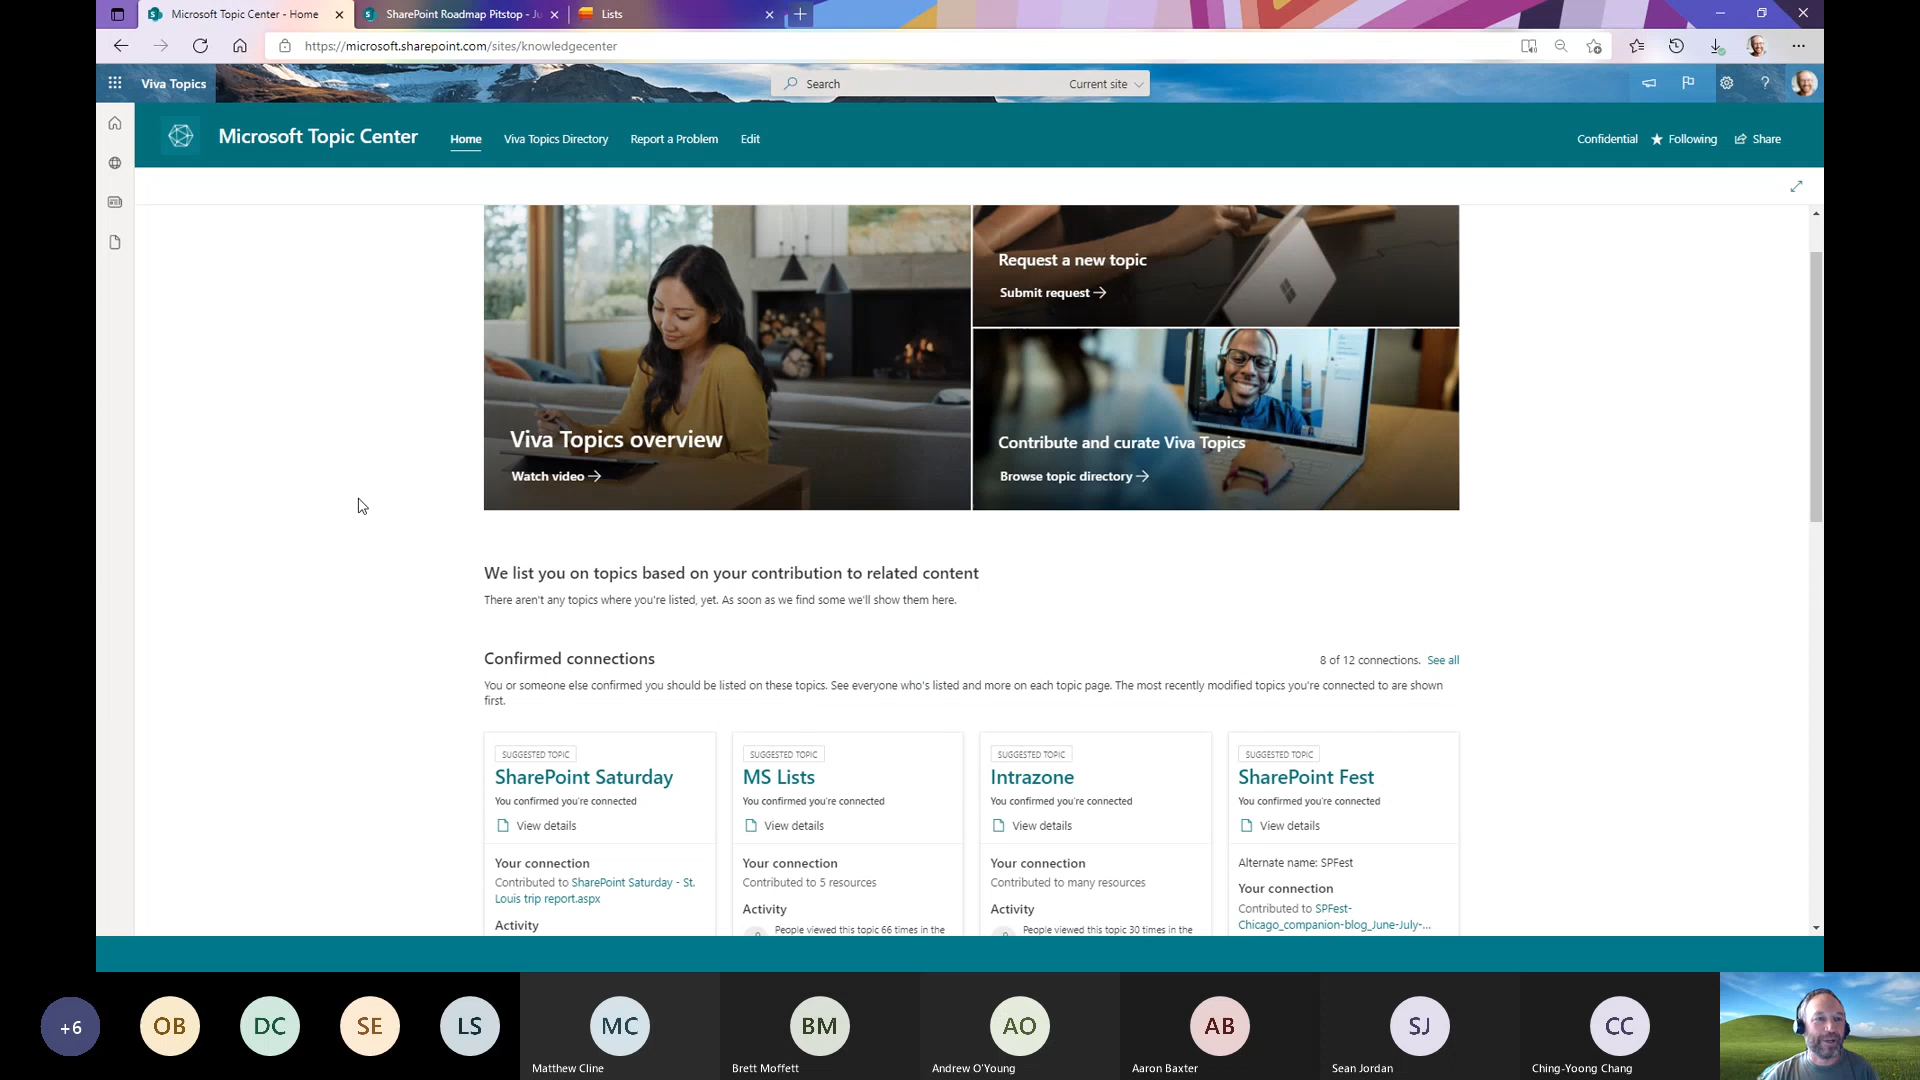 Microsoft Topic Center - Home
SharePoint Roadmap Pitstop - Ju
Lists
https://microsoft.sharepoint.com/sites/knowledgecenter
Viva Topics
Search
Current site
Microsoft Topic Center
Home
Viva Topics Directory
Report a Problem
Edit
Confidential
Following
Share
Request a new topic
Submit request
Viva Topics overview
Watch video
Contribute and curate Viva Topics
Browse topic directory
We list you on topics based on your contribution to related content
There aren't any topics where you're listed, yet. As soon as we find some we'll show them here.
Confirmed connections
8 of 12 connections. See all
You or someone else confirmed you should be listed on these topics. See everyone who's listed and more on each topic page. The most recently modified topics you're connected to are shown
first.
SUGGESTED TOPIC
SharePoint Saturday
You confirmed you're connected
View details
Your connection
Contributed to SharePoint Saturday - St.
Louis trip report.aspx
Activity
SUGGESTED TOPIC
MS Lists
You confirmed you're connected
View details
Your connection
Contributed to 5 resources
Activity
People viewed this topic 66 times in the
SUGGESTED TOPIC
Intrazone
You confirmed you're connected
View details
Your connection
Contributed to many resources
Activity
People viewed this topic 30 times in the
SUGGESTED TOPIC
SharePoint Fest
You confirmed you're connected
View details
Alternate name: SPFest
Your connection
Contributed to SPFest-
Chicago_companion-blog_June-July-...
+6
OB
DC
SE
LS
MC
Matthew Cline
BM
Brett Moffett
AO
Andrew O'Young
AB
Aaron Baxter
SJ
Sean Jordan
CC
Ching-Yoong Chang